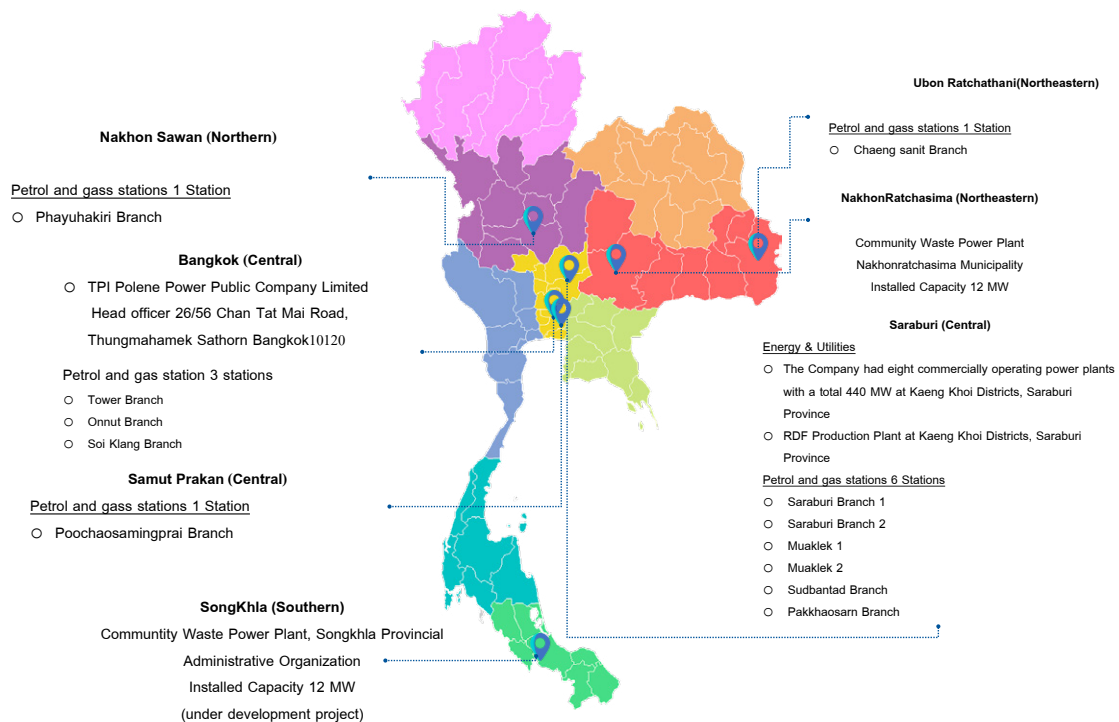 Nakhon Sawan (Northern)
Petrol and gass stations 1 Station
Phayuhakiri Branch
Bangkok (Central)
TPI Polene Power Public Company Limited
Head officer 26/56 Chan Tat Mai Road,
Thungmahamek Sathorn Bangkok10120
Petrol and gas station 3 stations
Tower Branch
Onnut Branch
Soi Klang Branch
Samut Prakan (Central)
Petrol and gass stations 1 Station
Poochaosamingprai Branch
SongKhla (Southern)
Communtity Waste Power Plant, Songkhla Provincial
Administrative Organization
Installed Capacity 12 MW
(under development project)
Ubon Ratchathani(Northeastern)
Petrol and gass stations 1 Station
Chaeng sanit Branch
NakhonRatchasima (Northeastern)
Community Waste Power Plant
Nakhonratchasima Municipality
Installed Capacity 12 MW
Saraburi (Central)
Energy & Utilities
The Company had eight commercially operating power plants
with a total 440 MW at Kaeng Khoi Districts, Saraburi
Province
RDF Production Plant at Kaeng Khoi Districts, Saraburi
Province
Petrol and gas stations 6 Stations
Saraburi Branch 1
Saraburi Branch 2
Muaklek 1
Muaklek 2
Sudbantad Branch
Pakkhaosarn Branch